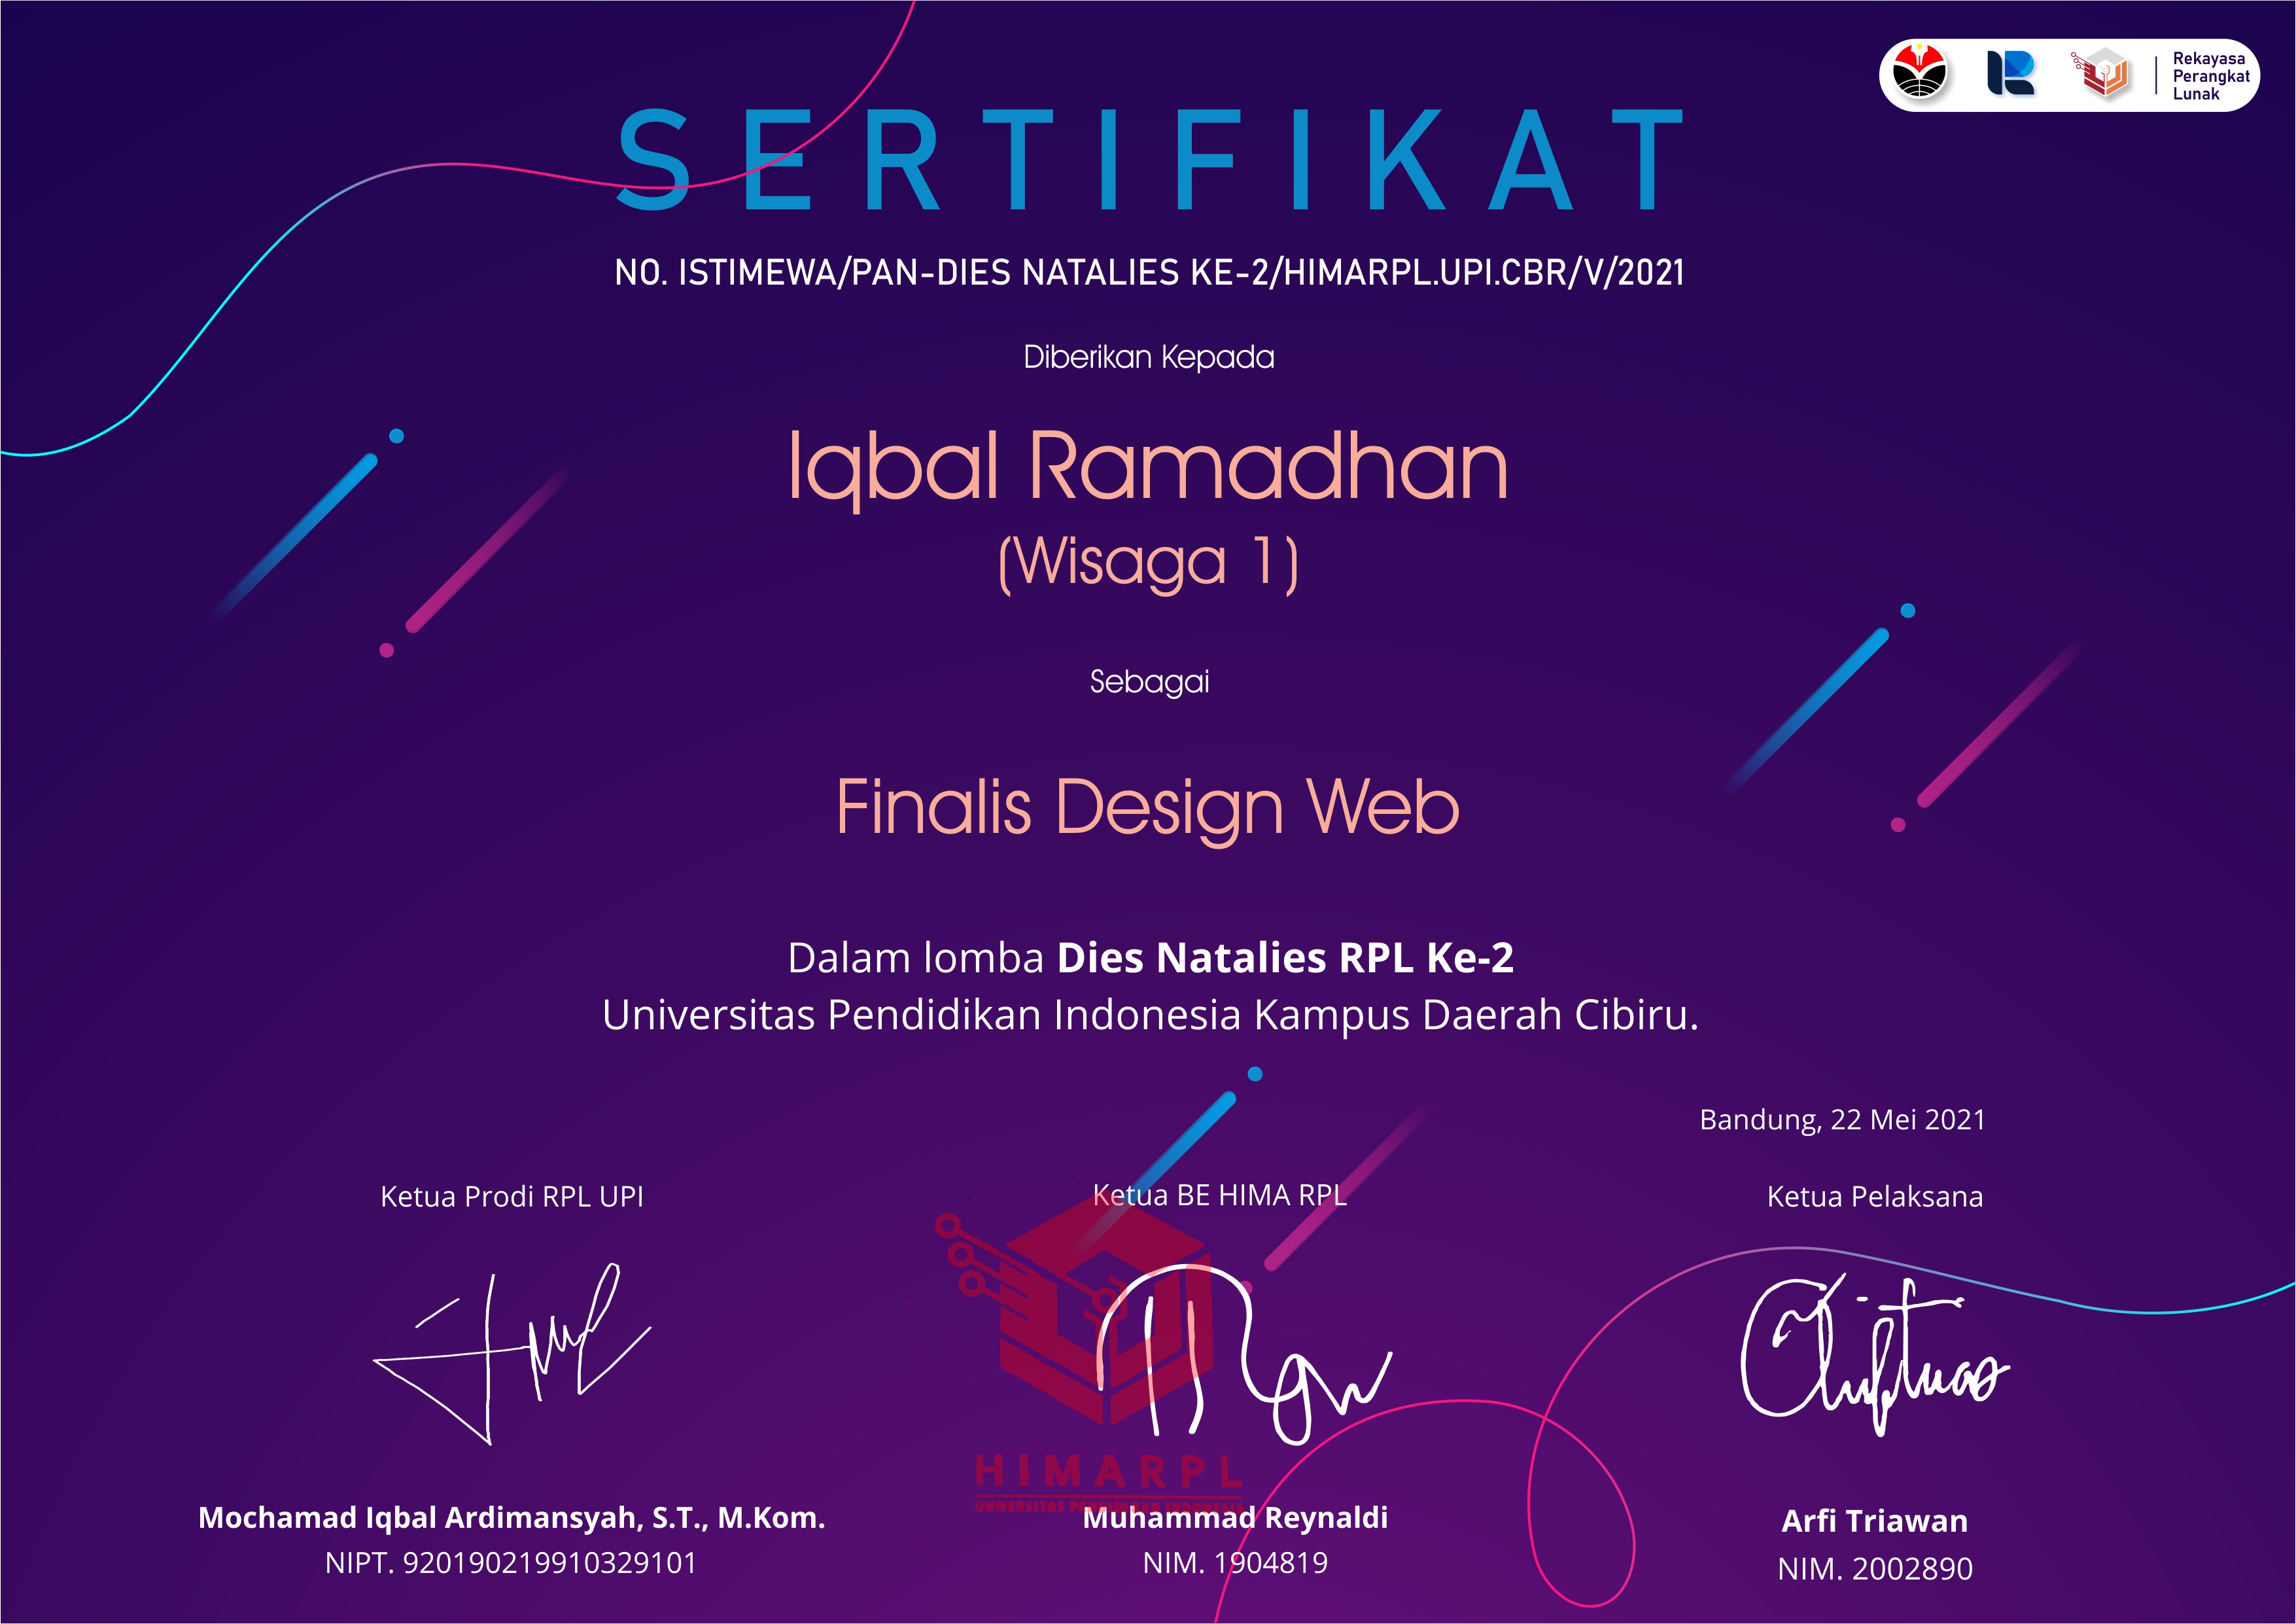 Rekayasa
Perangkat
Lunak
SERTIFIKAT
NO. ISTIMEWA/PAN-DIES NATALIES KE-2/HIMARPL.UPI.CBR/V/2021
Diberikan Kepada
Iqbal Ramadhan
(Wisaga 1)
Sebagai
Finalis Design Web
Dalam lomba Dies Natalies RPL Ke-2
Universitas Pendidikan Indonesia Kampus Daerah Cibiru.
Bandung, 22 Mei 2021
Ketua Prodi RPL UPI
Ketua BE HIMA RPL
Ketua Pelaksana
HIMARPL
UNIVERSITAS PENDIDIKAN INDONESIA
Mochamad Iqbal Ardimansyah, S.T., M.Kom.
NIPT. 920190219910329101
Muhammad Reynaldi
NIM. 1904819
Arfi Triawan
NIM. 2002890